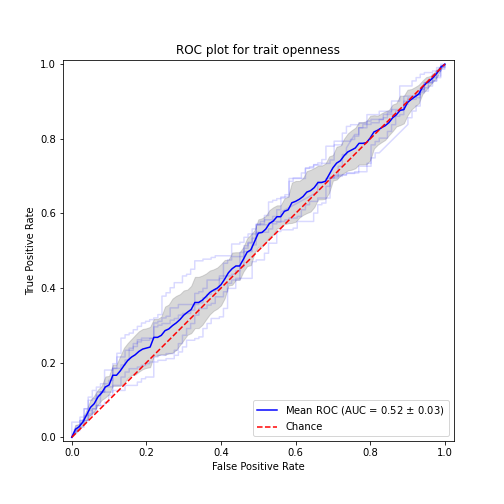 ROC plot for trait openness
1.0
0.8
0.6
0.4
0.2
0.0
True Positive Rate
Mean ROC (AUC = 0.52 ± 0.03)
Chance
0.0 0.2 0.4 0.6 0.8 1.0
False Positive Rate